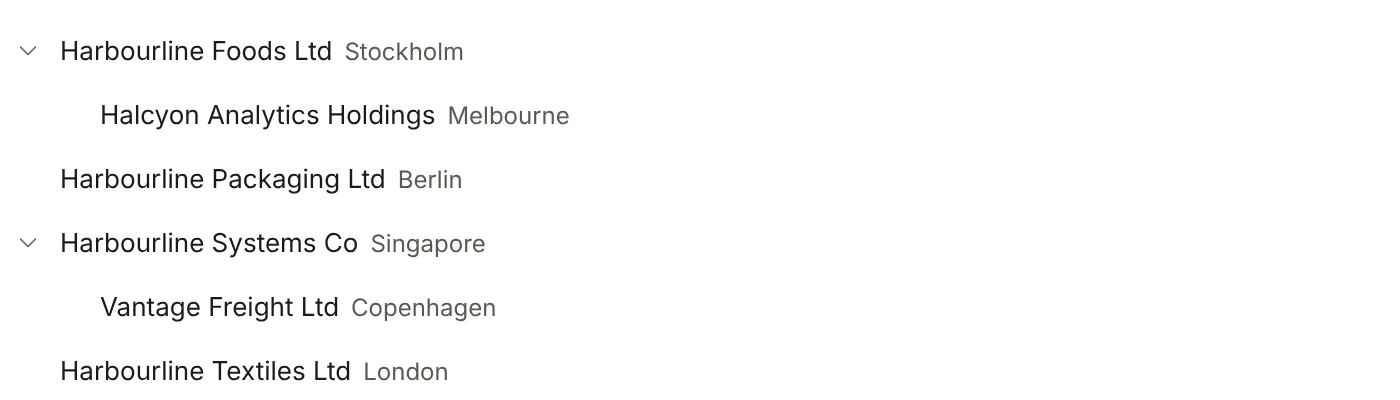 Harbourline Foods Ltd Stockholm
Halcyon Analytics Holdings Melbourne
Harbourline Packaging Ltd Berlin
Harbourline Systems Co Singapore
Vantage Freight Ltd Copenhagen
Harbourline Textiles Ltd London